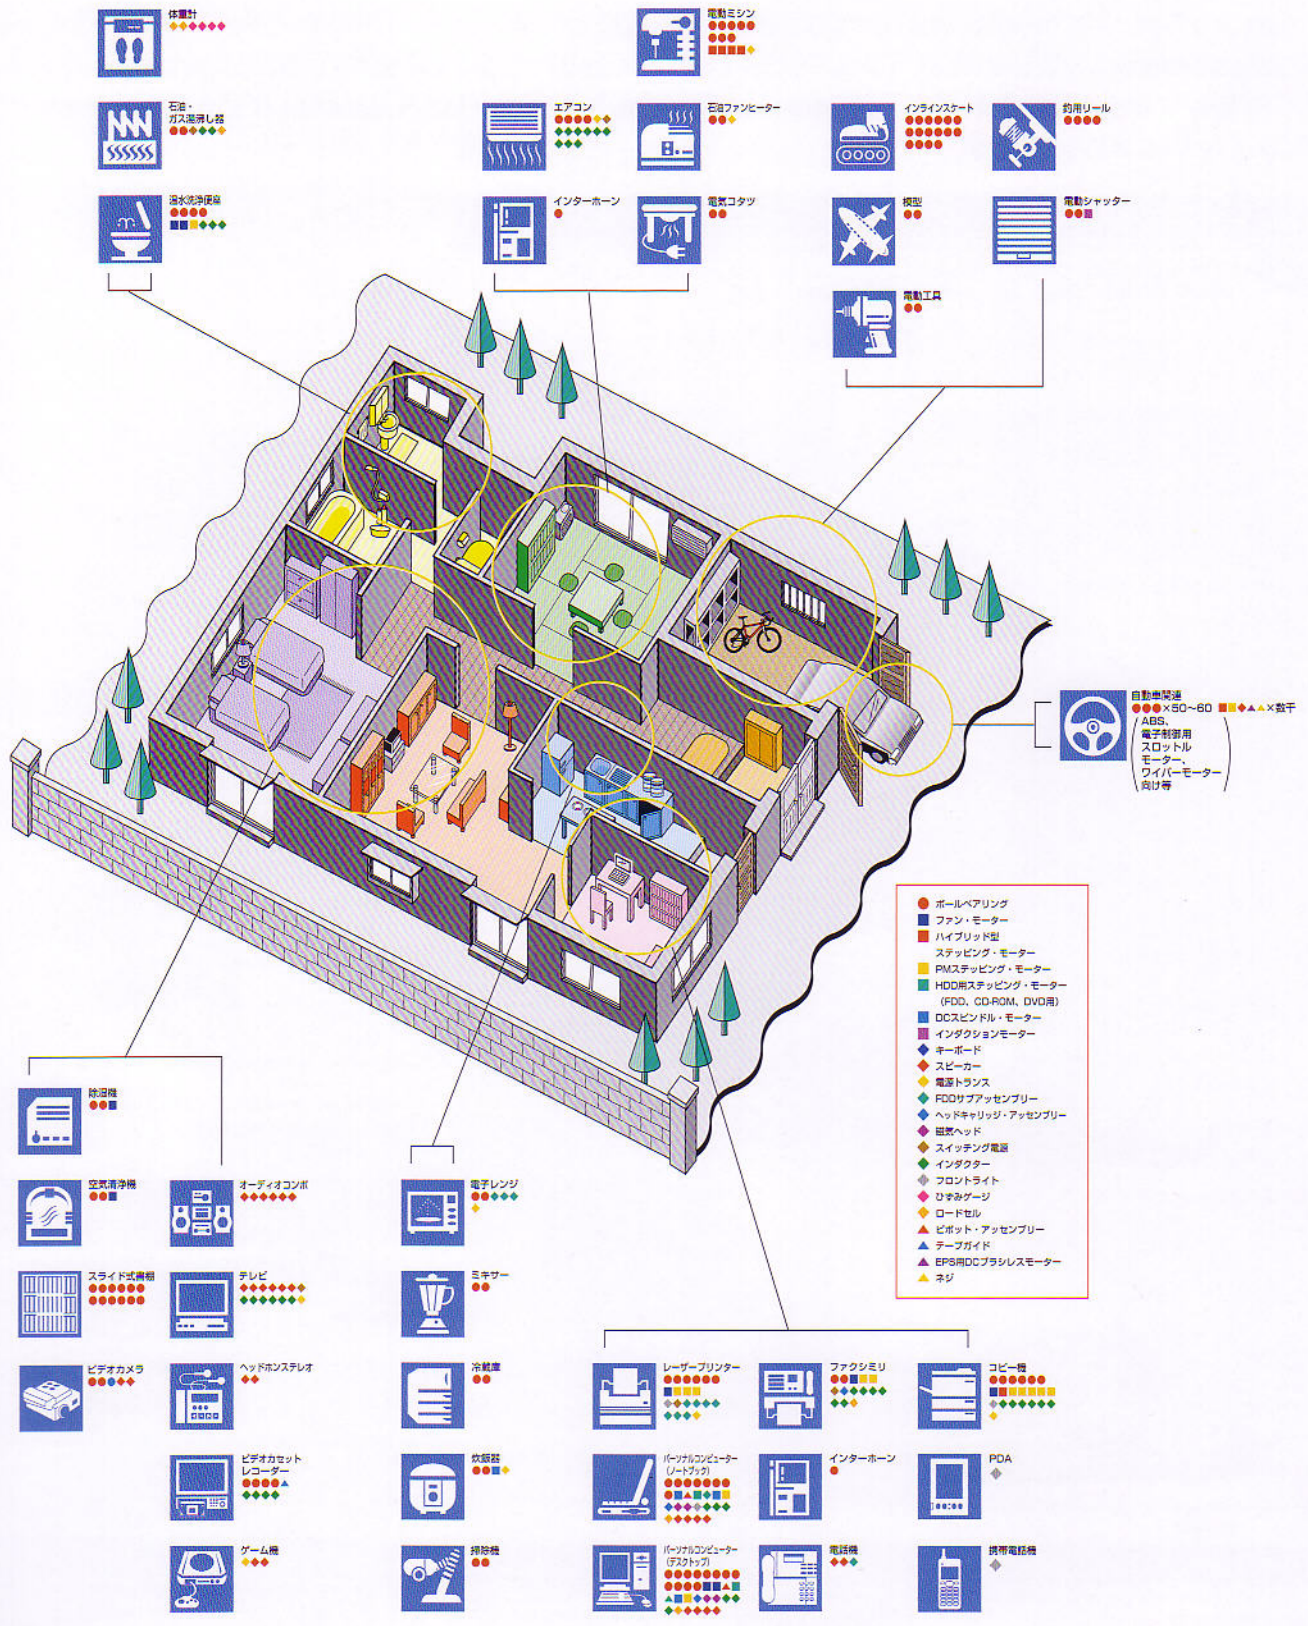 体重計
石油・
ガス湯沸し器
温水洗浄便座
電動ミシン
エアコン
石油ファンヒーター
インターホーン
電気コタツ
インラインスケート
釣用リール
模型
電動シャッター
電動工具
自動車関連
×50〜60 ×数千
ABS、
電子制御用
スロットル
モーター、
ワイパーモーター
向け等
ボールベアリング
ファン・モーター
ハイブリッド型
ステッピング・モーター
PMステッピング・モーター
HDD用ステッピング・モーター
(FDD、CD-ROM、DVD用)
DCスピンドル・モーター
インダクションモーター
キーボード
スピーカー
電源トランス
FDDサブアッセンブリー
ヘッドキャリッジ・アッセンブリー
磁気ヘッド
スイッチング電源
インダクター
フロントライト
ひずみゲージ
ロードセル
ピボット・アッセンブリー
テープガイド
EPS用DCブラシレスモーター
ネジ
除湿機
空気清浄機
オーディオコンポ
スライド式書棚
テレビ
ビデオカメラ
ヘッドホンステレオ
ビデオカセット
レコーダー
ゲーム機
電子レンジ
ミキサー
冷蔵庫
炊飯器
掃除機
レーザープリンター
ファクシミリ
コピー機
パーソナルコンピューター
(ノートブック)
インターホーン
PDA
パーソナルコンピューター
(デスクトップ)
電話機
携帯電話機